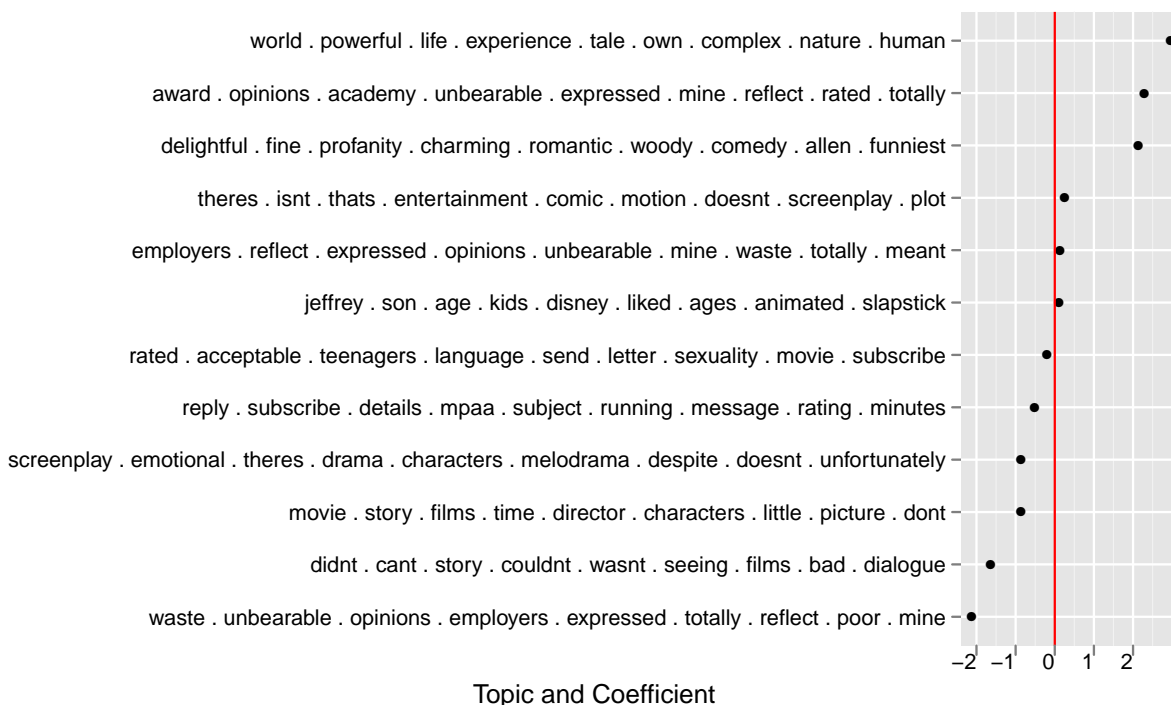 world . powerful . life . experience . tale . own . complex . nature . human
award . opinions . academy . unbearable . expressed . mine . reflect . rated . totally
delightful . fine . profanity . charming . romantic . woody . comedy . allen . funniest
theres . isnt . thats . entertainment . comic . motion . doesnt . screenplay . plot
employers . reflect . expressed . opinions . unbearable . mine . waste . totally . meant
jeffrey . son . age . kids . disney . liked . ages . animated . slapstick
rated . acceptable . teenagers . language . send . letter . sexuality . movie . subscribe
reply . subscribe . details . mpaa . subject . running . message . rating . minutes
screenplay . emotional . theres . drama . characters . melodrama . despite . doesnt . unfortunately
movie . story . films . time . director . characters . little . picture . dont
didnt . cant . story . couldnt . wasnt . seeing . films . bad . dialogue
waste . unbearable . opinions . employers . expressed . totally . reflect . poor . mine
−2 −1 0 1 2
Topic and Coefficient